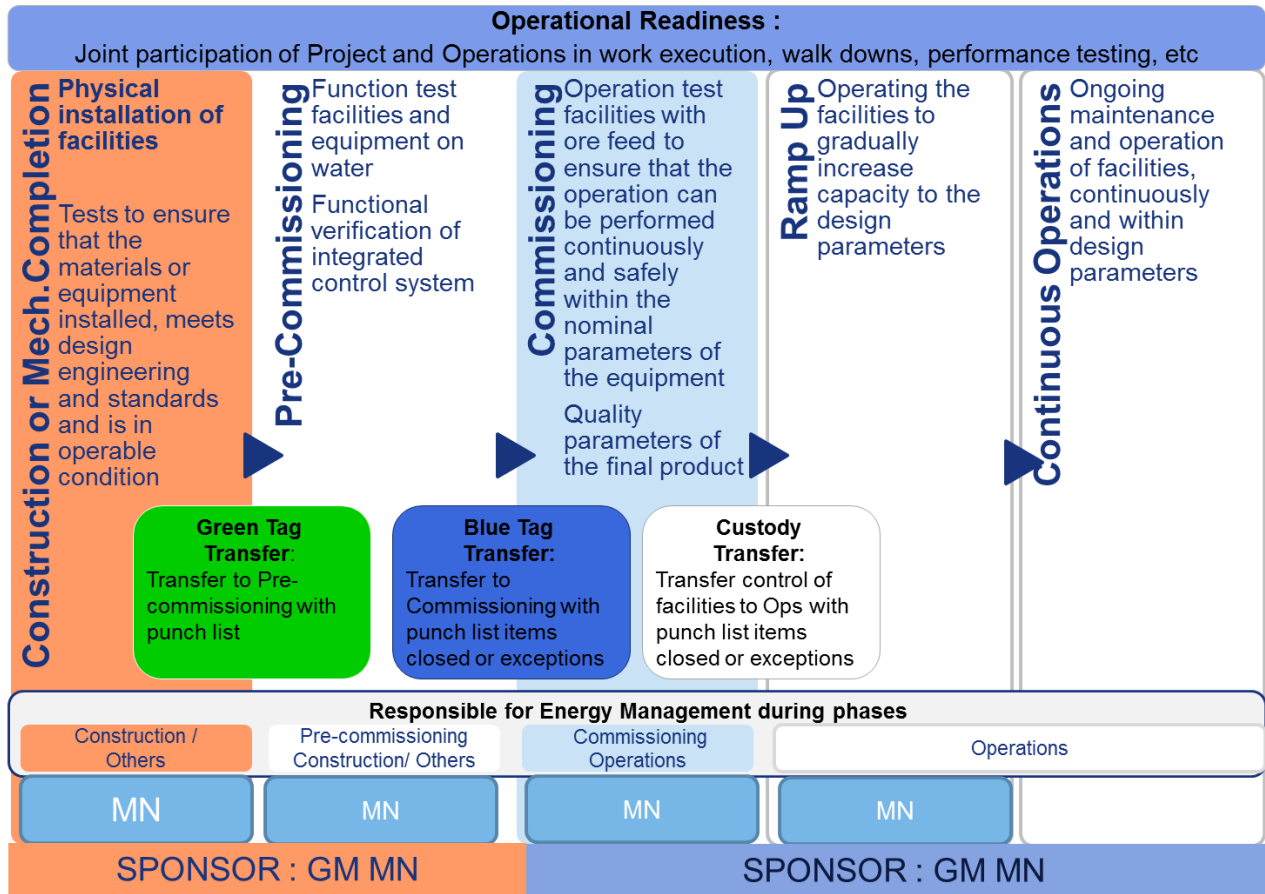 Operational Readiness :
Joint participation of Project and Operations in work execution, walk downs, performance testing, etc
Construction or Mech.Completion
Physical
installation of
facilities
Tests to ensure
that the
materials or
equipment
installed, meets
design
engineering
and standards
and is in
operable
condition
Pre-Commissioning
Function test
facilities and
equipment on
water
Functional
verification of
integrated
control system
Commissioning
Operation test
facilities with
ore feed to
ensure that the
operation can
be performed
continuously
and safely
within the
nominal
parameters of
the equipment
Quality
parameters of
the final product
Ramp Up
Operating the
facilities to
gradually
increase
capacity to the
design
parameters
Continuous Operations
Ongoing
maintenance
and operation
of facilities,
continuously
and within
design
parameters
Green Tag
Transfer:
Transfer to Pre-
commissioning with
punch list
Blue Tag
Transfer:
Transfer to
Commissioning with
punch list items
closed or exceptions
Custody
Transfer:
Transfer control of
facilities to Ops with
punch list items
closed or exceptions
Responsible for Energy Management during phases
Construction /
Others
Pre-commissioning
Construction/ Others
Commissioning
Operations
Operations
MN
MN
MN
MN
SPONSOR : GM MN
SPONSOR : GM MN